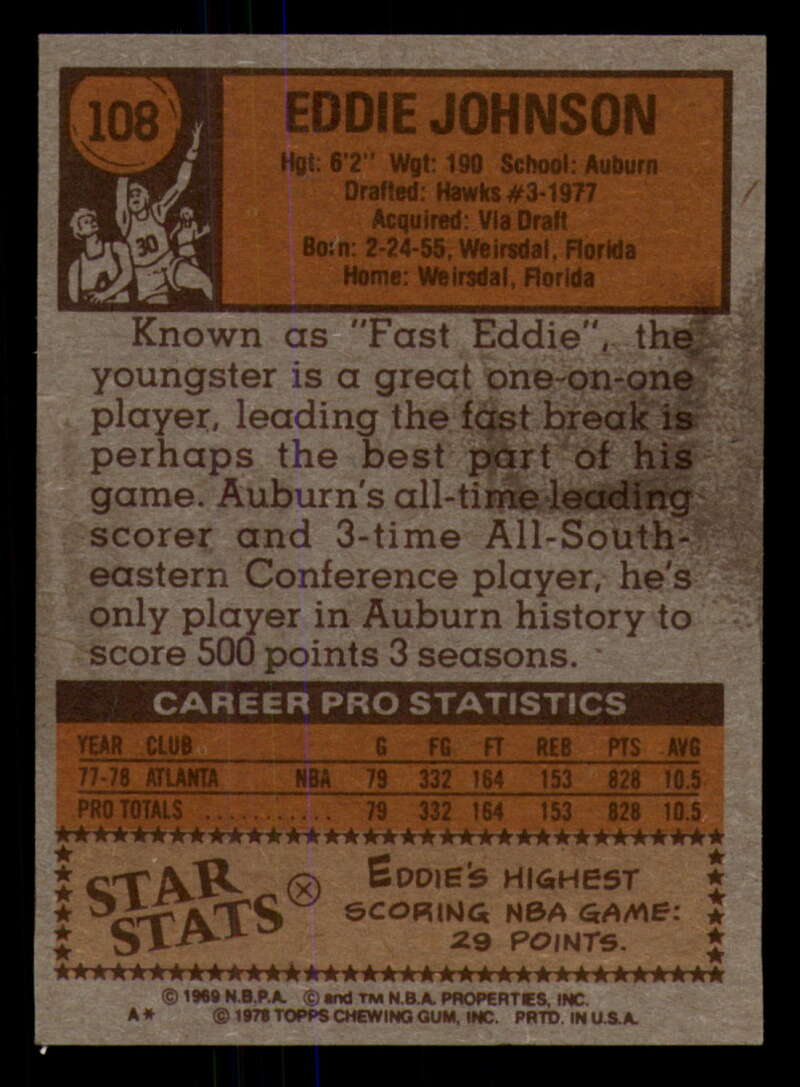 108
30
EDDIE JOHNSON
Hgt: 6'2" Wgt: 190 School: Auburn
Drafted: Hawks #3-1977
Acquired: Via Draft
Born: 2-24-55, Weirsdal, Florida
Home: Weirsdal, Florida
Known as "Fast Eddie", the
youngster is a great one-on-one
player, leading the fast break is
perhaps the best part of his
game. Auburn's all-time leading
scorer and 3-time All-South-
eastern Conference player, he's
only player in Auburn history to
score 500 points 3 seasons.
CAREER PRO STATISTICS
YEAR CLUB G FG FT REB PTS AVG
77-78 ATLANTA NBA 79 332 164 153 828 10.5
PRO TOTALS ........... 79 332 164 153 828 10.5
STAR
STATS
EDDIE'S HIGHEST
SCORING NBA GAME:
29 POINTS.
© 1969 N.B.P.A. © and TM N.B.A. PROPERTIES, INC.
A* © 1978 TOPPS CHEWING GUM, INC. PRTD. IN U.S.A.